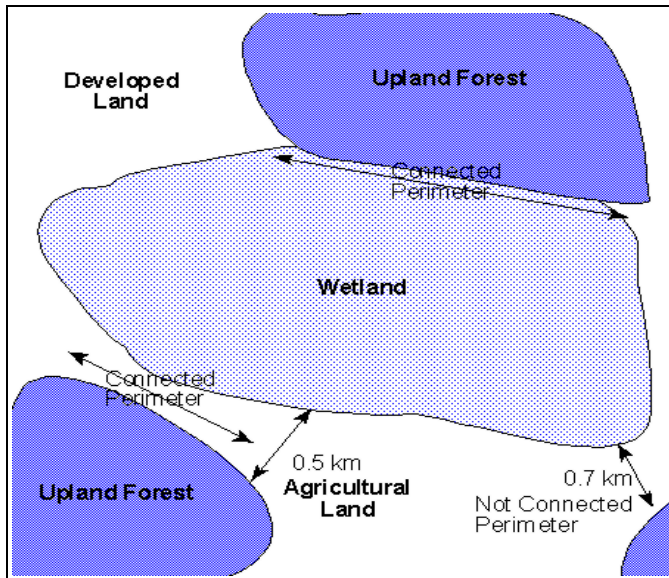 Developed
Land
Upland Forest
Connected
Perimeter
Wetland
Connected
Perimeter
0.5 km
Upland Forest
Agricultural
Land
0.7 km
Not Connected
Perimeter